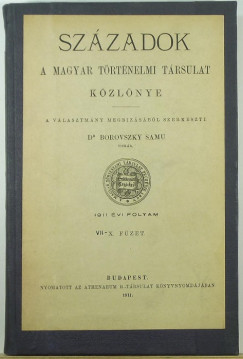 SZÁZADOK
A MAGYAR TÖRTÉNELMI TÁRSULAT
KÖZLÖNYE
A VÁLASZTMÁNY MEGBIZÁSÁBÓL SZERKESZTI
Dr BOROVSZKY SAMU
1911 ÉVI FOLYAM
VII–X. FÜZET
BUDAPEST.
NYOMATOTT AZ ATHENAEUM R.-TÁRSULAT KÖNYVNYOMDÁJÁBAN
1911.